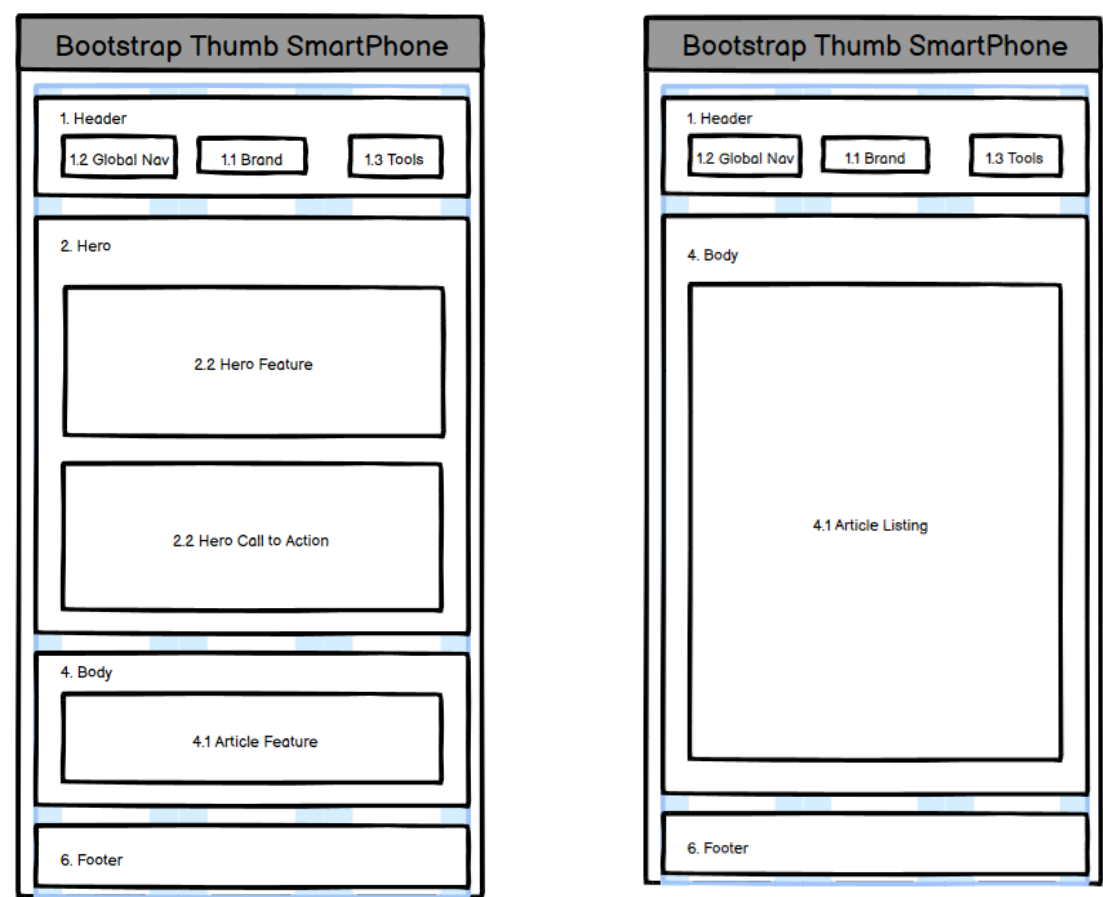 Bootstrap Thumb SmartPhone
1. Header
1.2 Global Nav
1.1 Brand
1.3 Tools
2. Hero
2.2 Hero Feature
2.2 Hero Call to Action
4. Body
4.1 Article Feature
6. Footer
Bootstrap Thumb SmartPhone
1. Header
1.2 Global Nav
1.1 Brand
1.3 Tools
4. Body
4.1 Article Listing
6. Footer